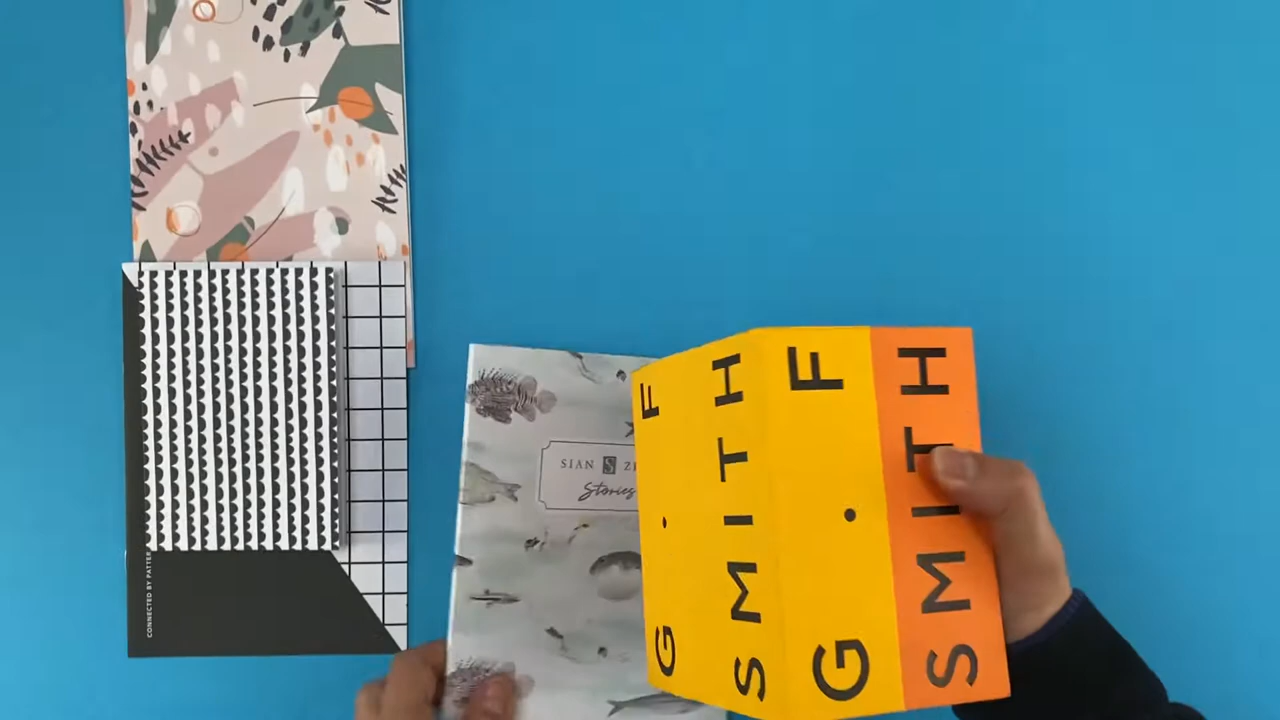 CONNECTED BY PATTER
SIAN S Z
Stories
G . F
SMITH
G . F
SMITH